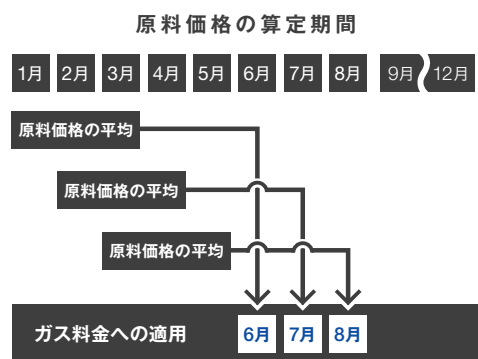 原料価格の算定期間
1月 2月 3月 4月 5月 6月 7月 8月 9月 12月
原料価格の平均
原料価格の平均
原料価格の平均
ガス料金への適用 6月 7月 8月